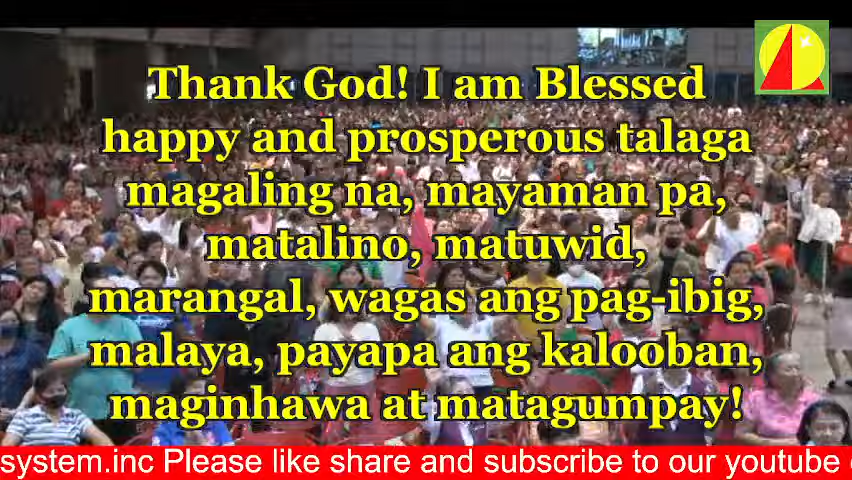 Thank God! I am Blessed
happy and prosperous talaga
magaling na, mayaman pa,
matalino, matuwid,
marangal, wagas ang pag-ibig,
malaya, payapa ang kalooban,
maginhawa at matagumpay!
system.inc Please like share and subscribe to our youtube